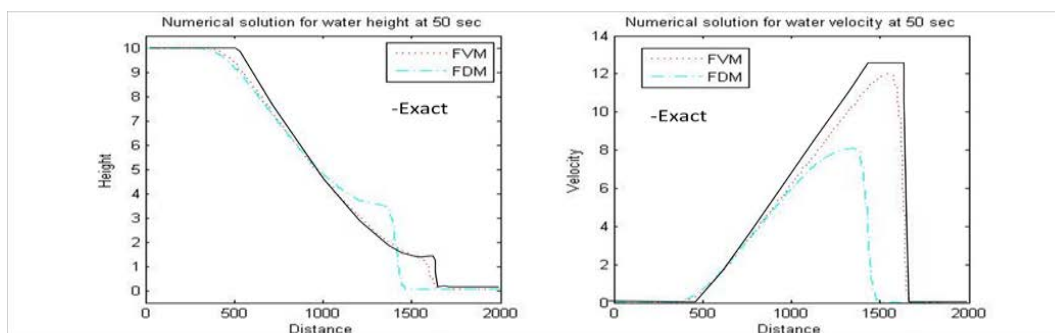 Numerical solution for water height at 50 sec
10
9
8
7
6
5
4
3
2
1
0
Height
FVM
FDM
-Exact
0
500
1000
1500
2000
Distance
Numerical solution for water velocity at 50 sec
14
12
10
8
6
4
2
0
Velocity
FVM
FDM
-Exact
0
500
1000
1500
2000
Distance